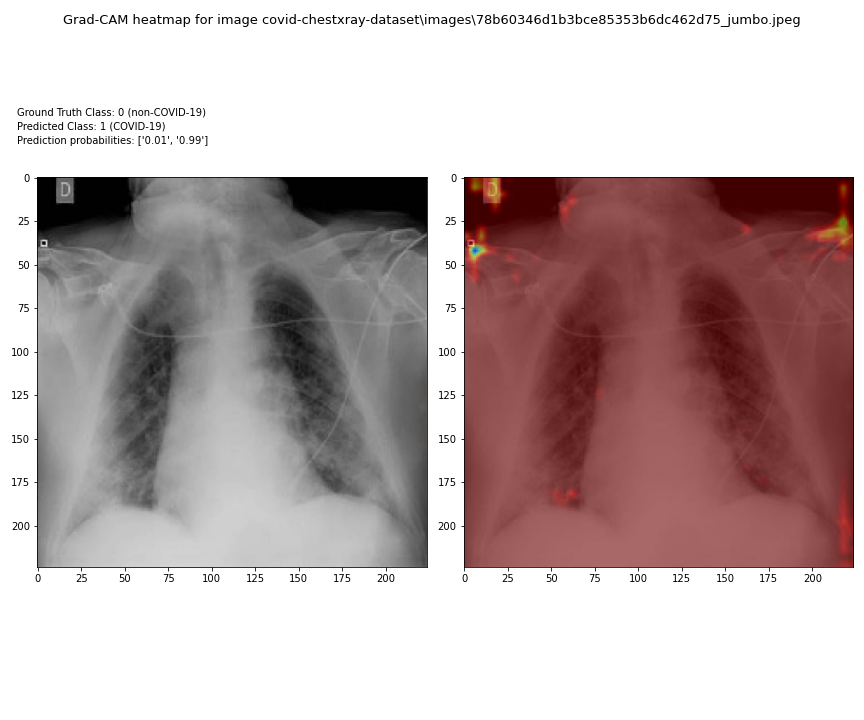 Grad-CAM heatmap for image covid-chestxray-dataset\images\78b60346d1b3bce85353b6dc462d75_jumbo.jpeg
Ground Truth Class: 0 (non-COVID-19)
Predicted Class: 1 (COVID-19)
Prediction probabilities: ['0.01', '0.99']
D
0
25
50
75
100
125
150
175
200
0 25 50 75 100 125 150 175 200
D
0
25
50
75
100
125
150
175
200
0 25 50 75 100 125 150 175 200